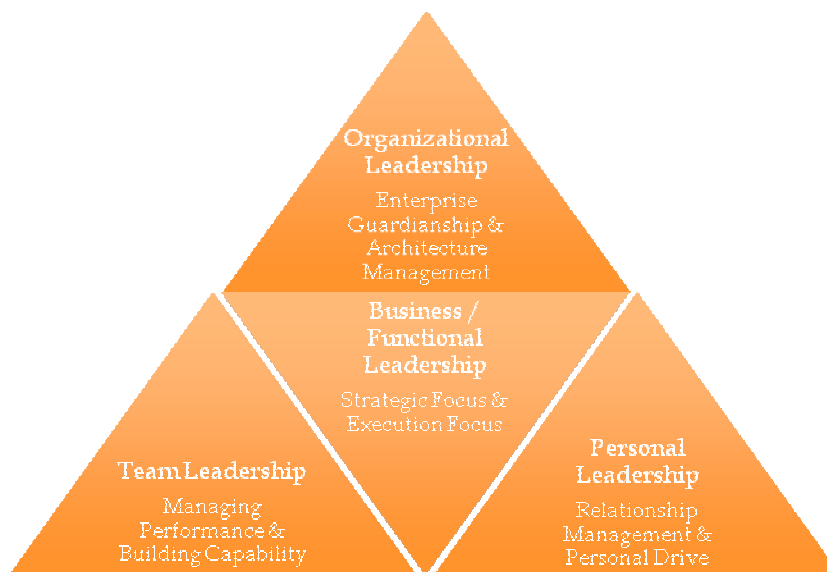 Organizational
Leadership
Enterprise
Guardianship &
Architecture
Management
Business /
Functional
Leadership
Strategic Focus &
Execution Focus
Team Leadership
Managing
Performance &
Building Capability
Personal
Leadership
Relationship
Management &
Personal Drive